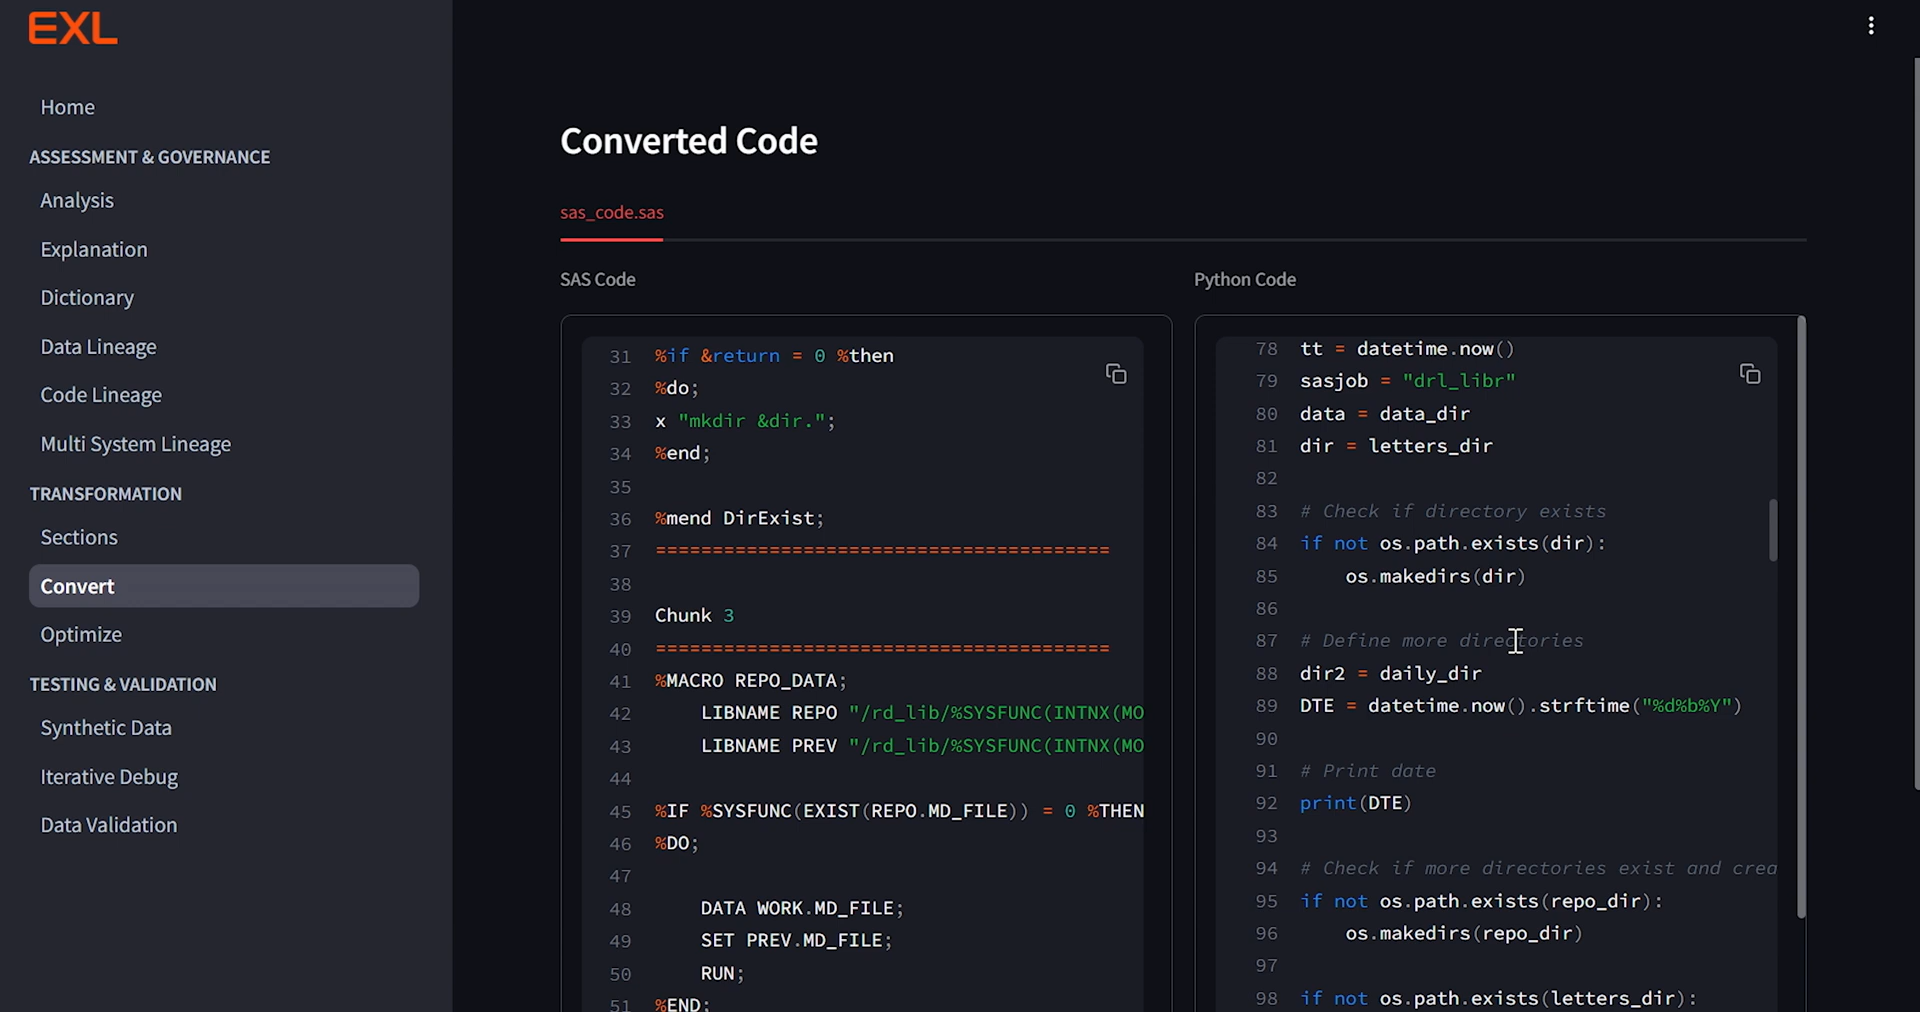 EXL
Home
ASSESSMENT & GOVERNANCE
Analysis
Explanation
Dictionary
Data Lineage
Code Lineage
Multi System Lineage
TRANSFORMATION
Sections
Convert
Optimize
TESTING & VALIDATION
Synthetic Data
Iterative Debug
Data Validation
Converted Code
sas_code.sas
SAS Code
31 %if &return = 0 %then
32 %do;
33 x "mkdir &dir.";
34 %end;
35
36 %mend DirExist;
37 ========================================
38
39 Chunk 3
40 ========================================
41 %MACRO REPO_DATA;
42 LIBNAME REPO "/rd_lib/%SYSFUNC(INTNX(MO
43 LIBNAME PREV "/rd_lib/%SYSFUNC(INTNX(MO
44
45 %IF %SYSFUNC(EXIST(REPO.MD_FILE)) = 0 %THEN
46 %DO;
47
48 DATA WORK.MD_FILE;
49 SET PREV.MD_FILE;
50 RUN;
51 %END;
Python Code
78 tt = datetime.now()
79 sasjob = "drl_libr"
80 data = data_dir
81 dir = letters_dir
82
83 # Check if directory exists
84 if not os.path.exists(dir):
85 os.makedirs(dir)
86
87 # Define more directories
88 dir2 = daily_dir
89 DTE = datetime.now().strftime("%d%b%Y")
90
91 # Print date
92 print(DTE)
93
94 # Check if more directories exist and crea
95 if not os.path.exists(repo_dir):
96 os.makedirs(repo_dir)
97
98 if not os.path.exists(letters_dir):